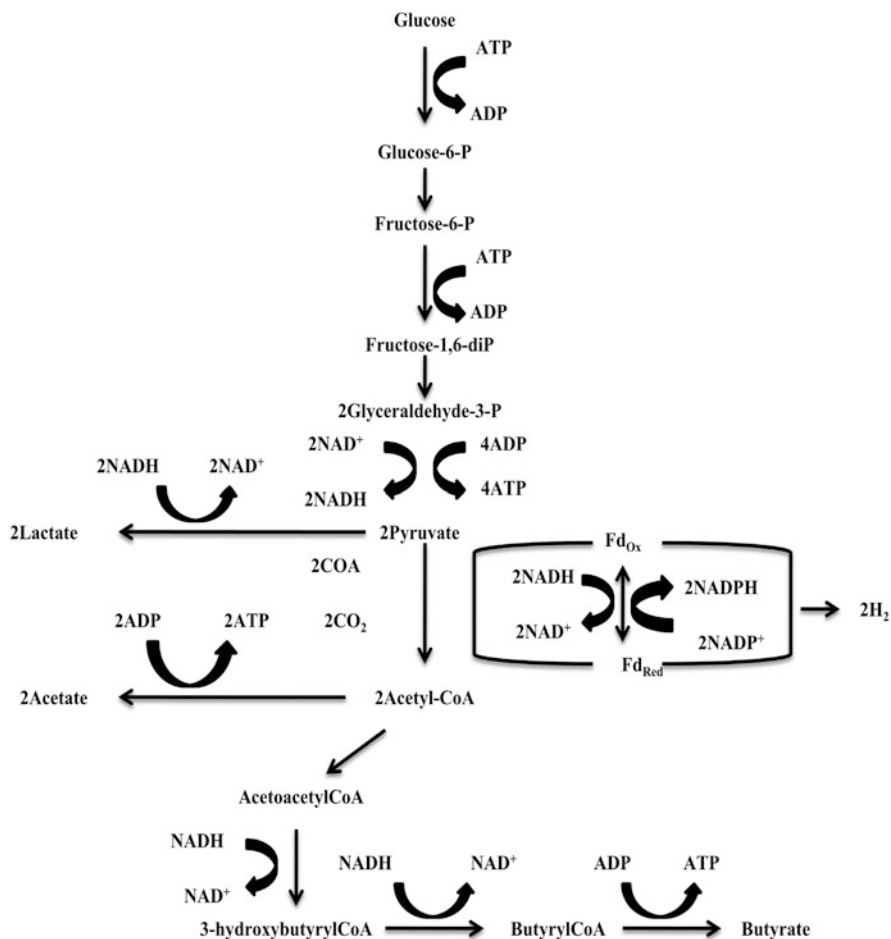 Glucose
ATP
ADP
Glucose-6-P
Fructose-6-P
ATP
ADP
Fructose-1,6-diP
2Glyceraldehyde-3-P
2NAD⁺ 4ADP
2NADH 2NAD⁺
2NADH 4ATP
2Lactate 2Pyruvate
Fd_Ox
2COA
2NADH 2NADPH
2H₂
2ADP 2ATP 2CO₂
2NAD⁺ 2NADP⁺
Fd_Red
2Acetate 2Acetyl-CoA
AcetoacetylCoA
NADH
NADH NAD⁺ ADP ATP
NAD⁺
3-hydroxybutyrylCoA ButyrylCoA Butyrate